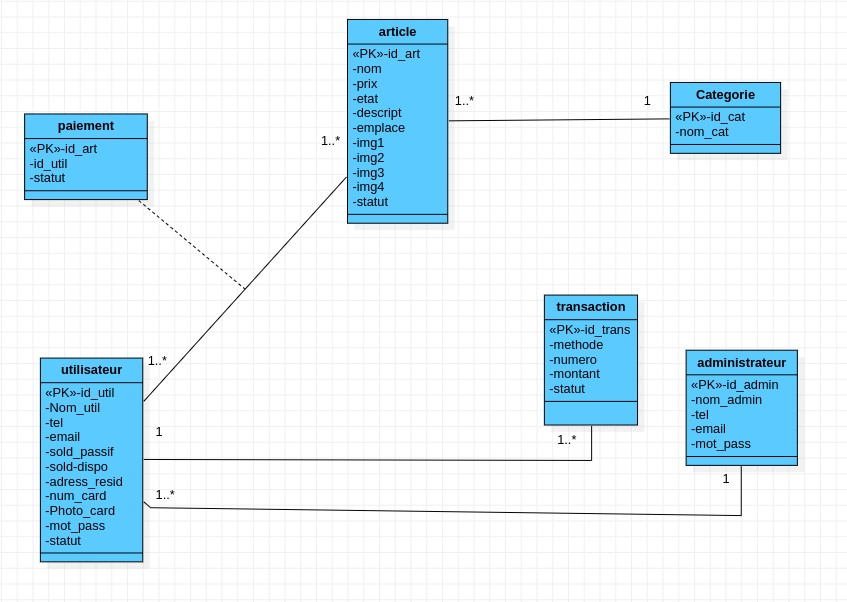 article
«PK»-id_art
-nom
-prix
-etat
-descript
-emplace
-img1
-img2
-img3
-img4
-statut
1..*
1
Categorie
«PK»-id_cat
-nom_cat
paiement
«PK»-id_art
-id_util
-statut
1..*
1..*
utilisateur
«PK»-id_util
-Nom_util
-tel
-email
-sold_passif
-sold-dispo
-adress_resid
-num_card
-Photo_card
-mot_pass
-statut
1
1..*
transaction
«PK»-id_trans
-methode
-numero
-montant
-statut
1..*
administrateur
«PK»-id_admin
-nom_admin
-tel
-email
-mot_pass
1